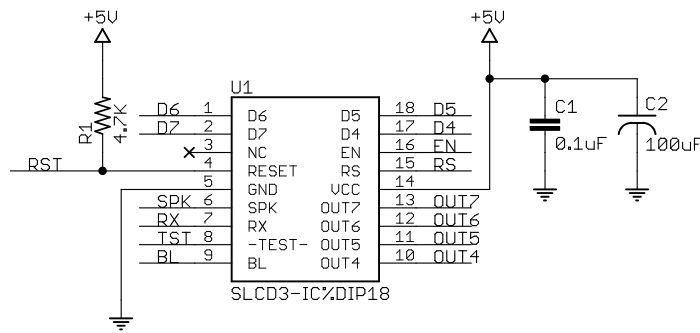 +5V +5V
U1
R1 4.7K
D6 1 D6 D5 18 D5
D7 2 D7 D4 17 D4
3 NC EN 16 EN
RST 4 RESET RS 15 RS
5 GND VCC 14
SPK 6 SPK OUT7 13 OUT7
RX 7 RX OUT6 12 OUT6
TST 8 -TEST- OUT5 11 OUT5
BL 9 BL OUT4 10 OUT4
SLCD3-IC%DIP18
C1
0.1uF
C2
100uF